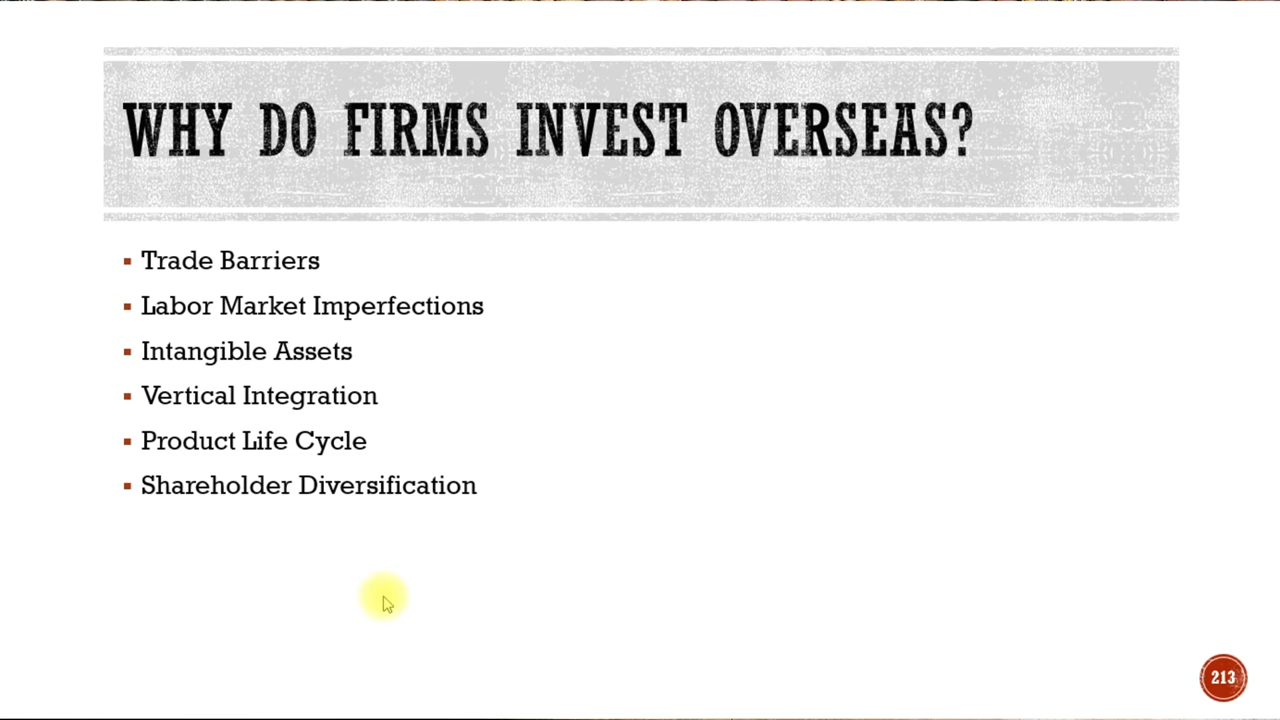 WHY DO FIRMS INVEST OVERSEAS?
Trade Barriers
Labor Market Imperfections
Intangible Assets
Vertical Integration
Product Life Cycle
Shareholder Diversification
213